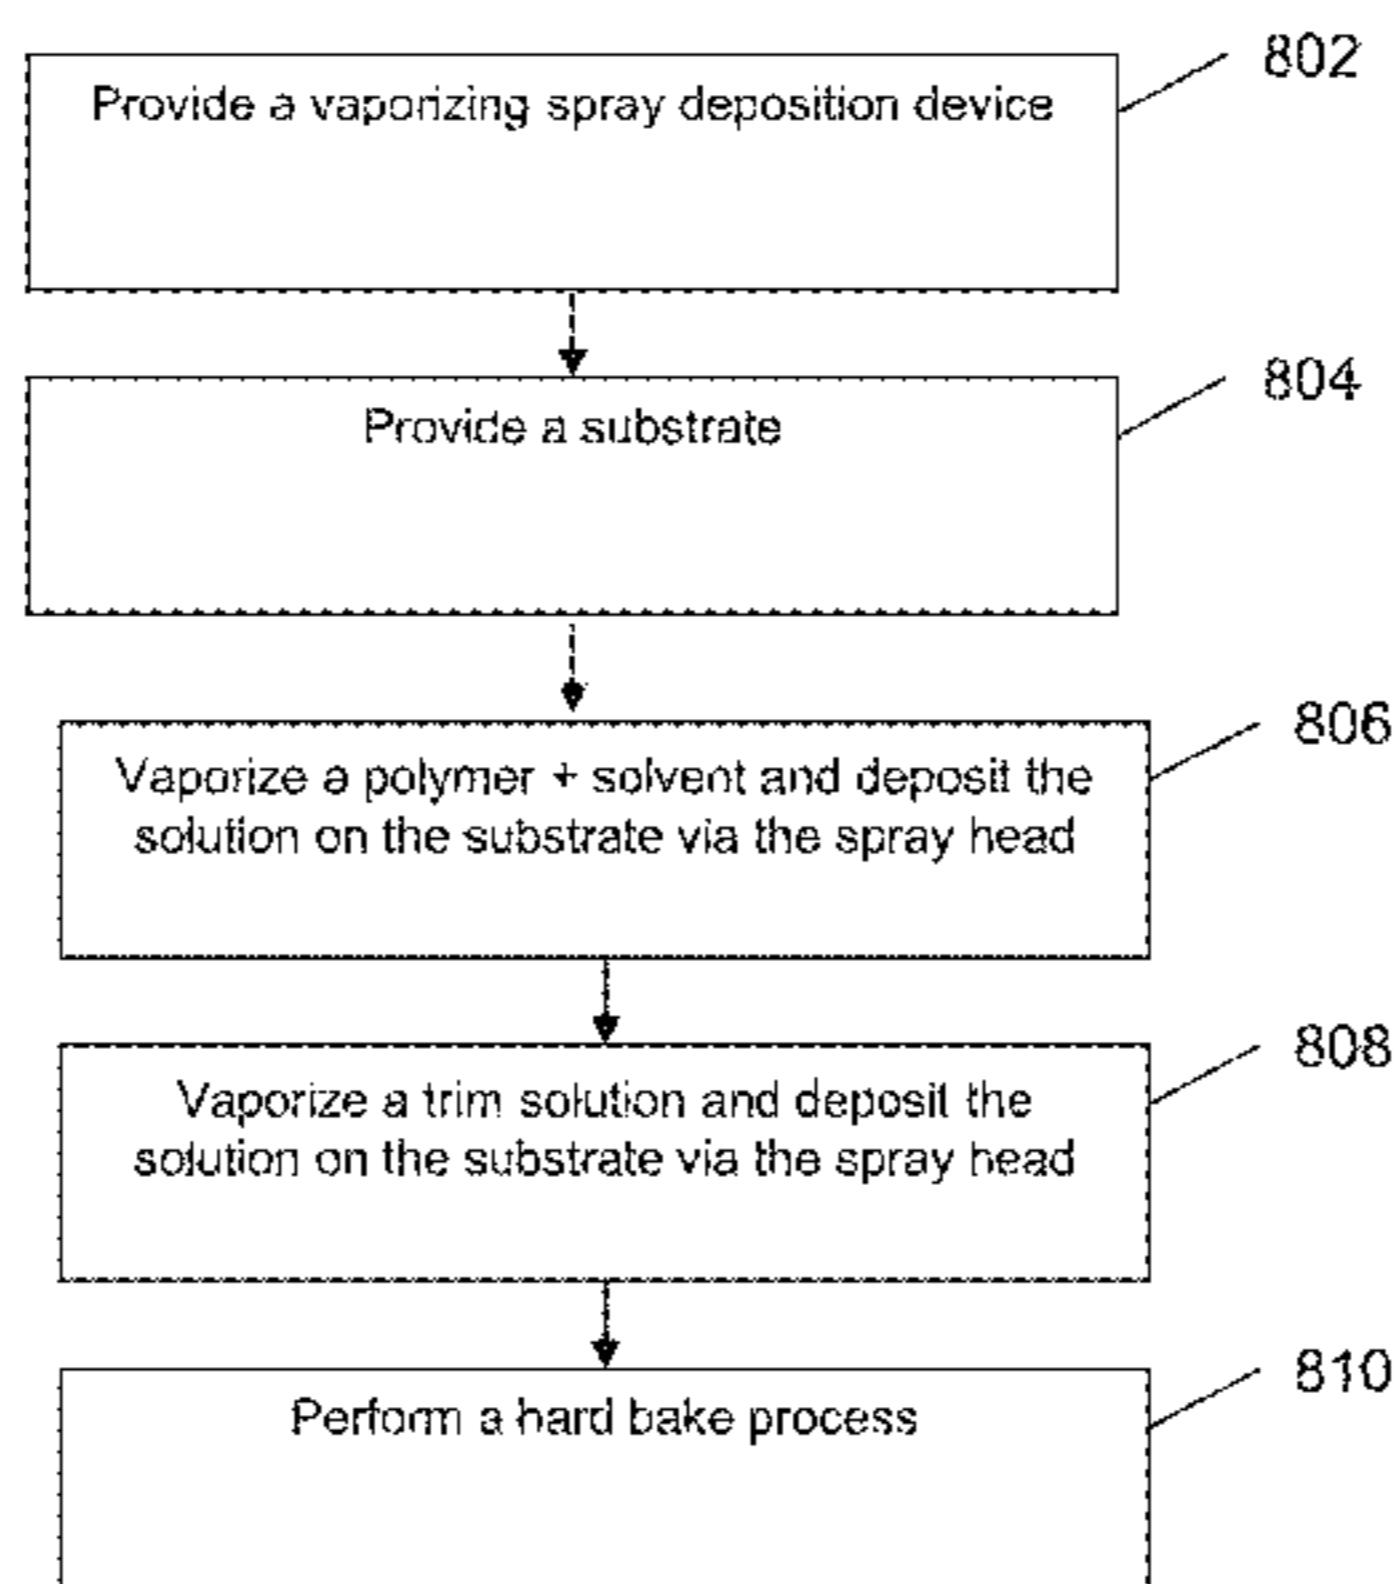 802
Provide a vaporizing spray deposition device
804
Provide a substrate
806
Vaporize a polymer + solvent and deposit the
solution on the substrate via the spray head
808
Vaporize a trim solution and deposit the
solution on the substrate via the spray head
810
Perform a hard bake process